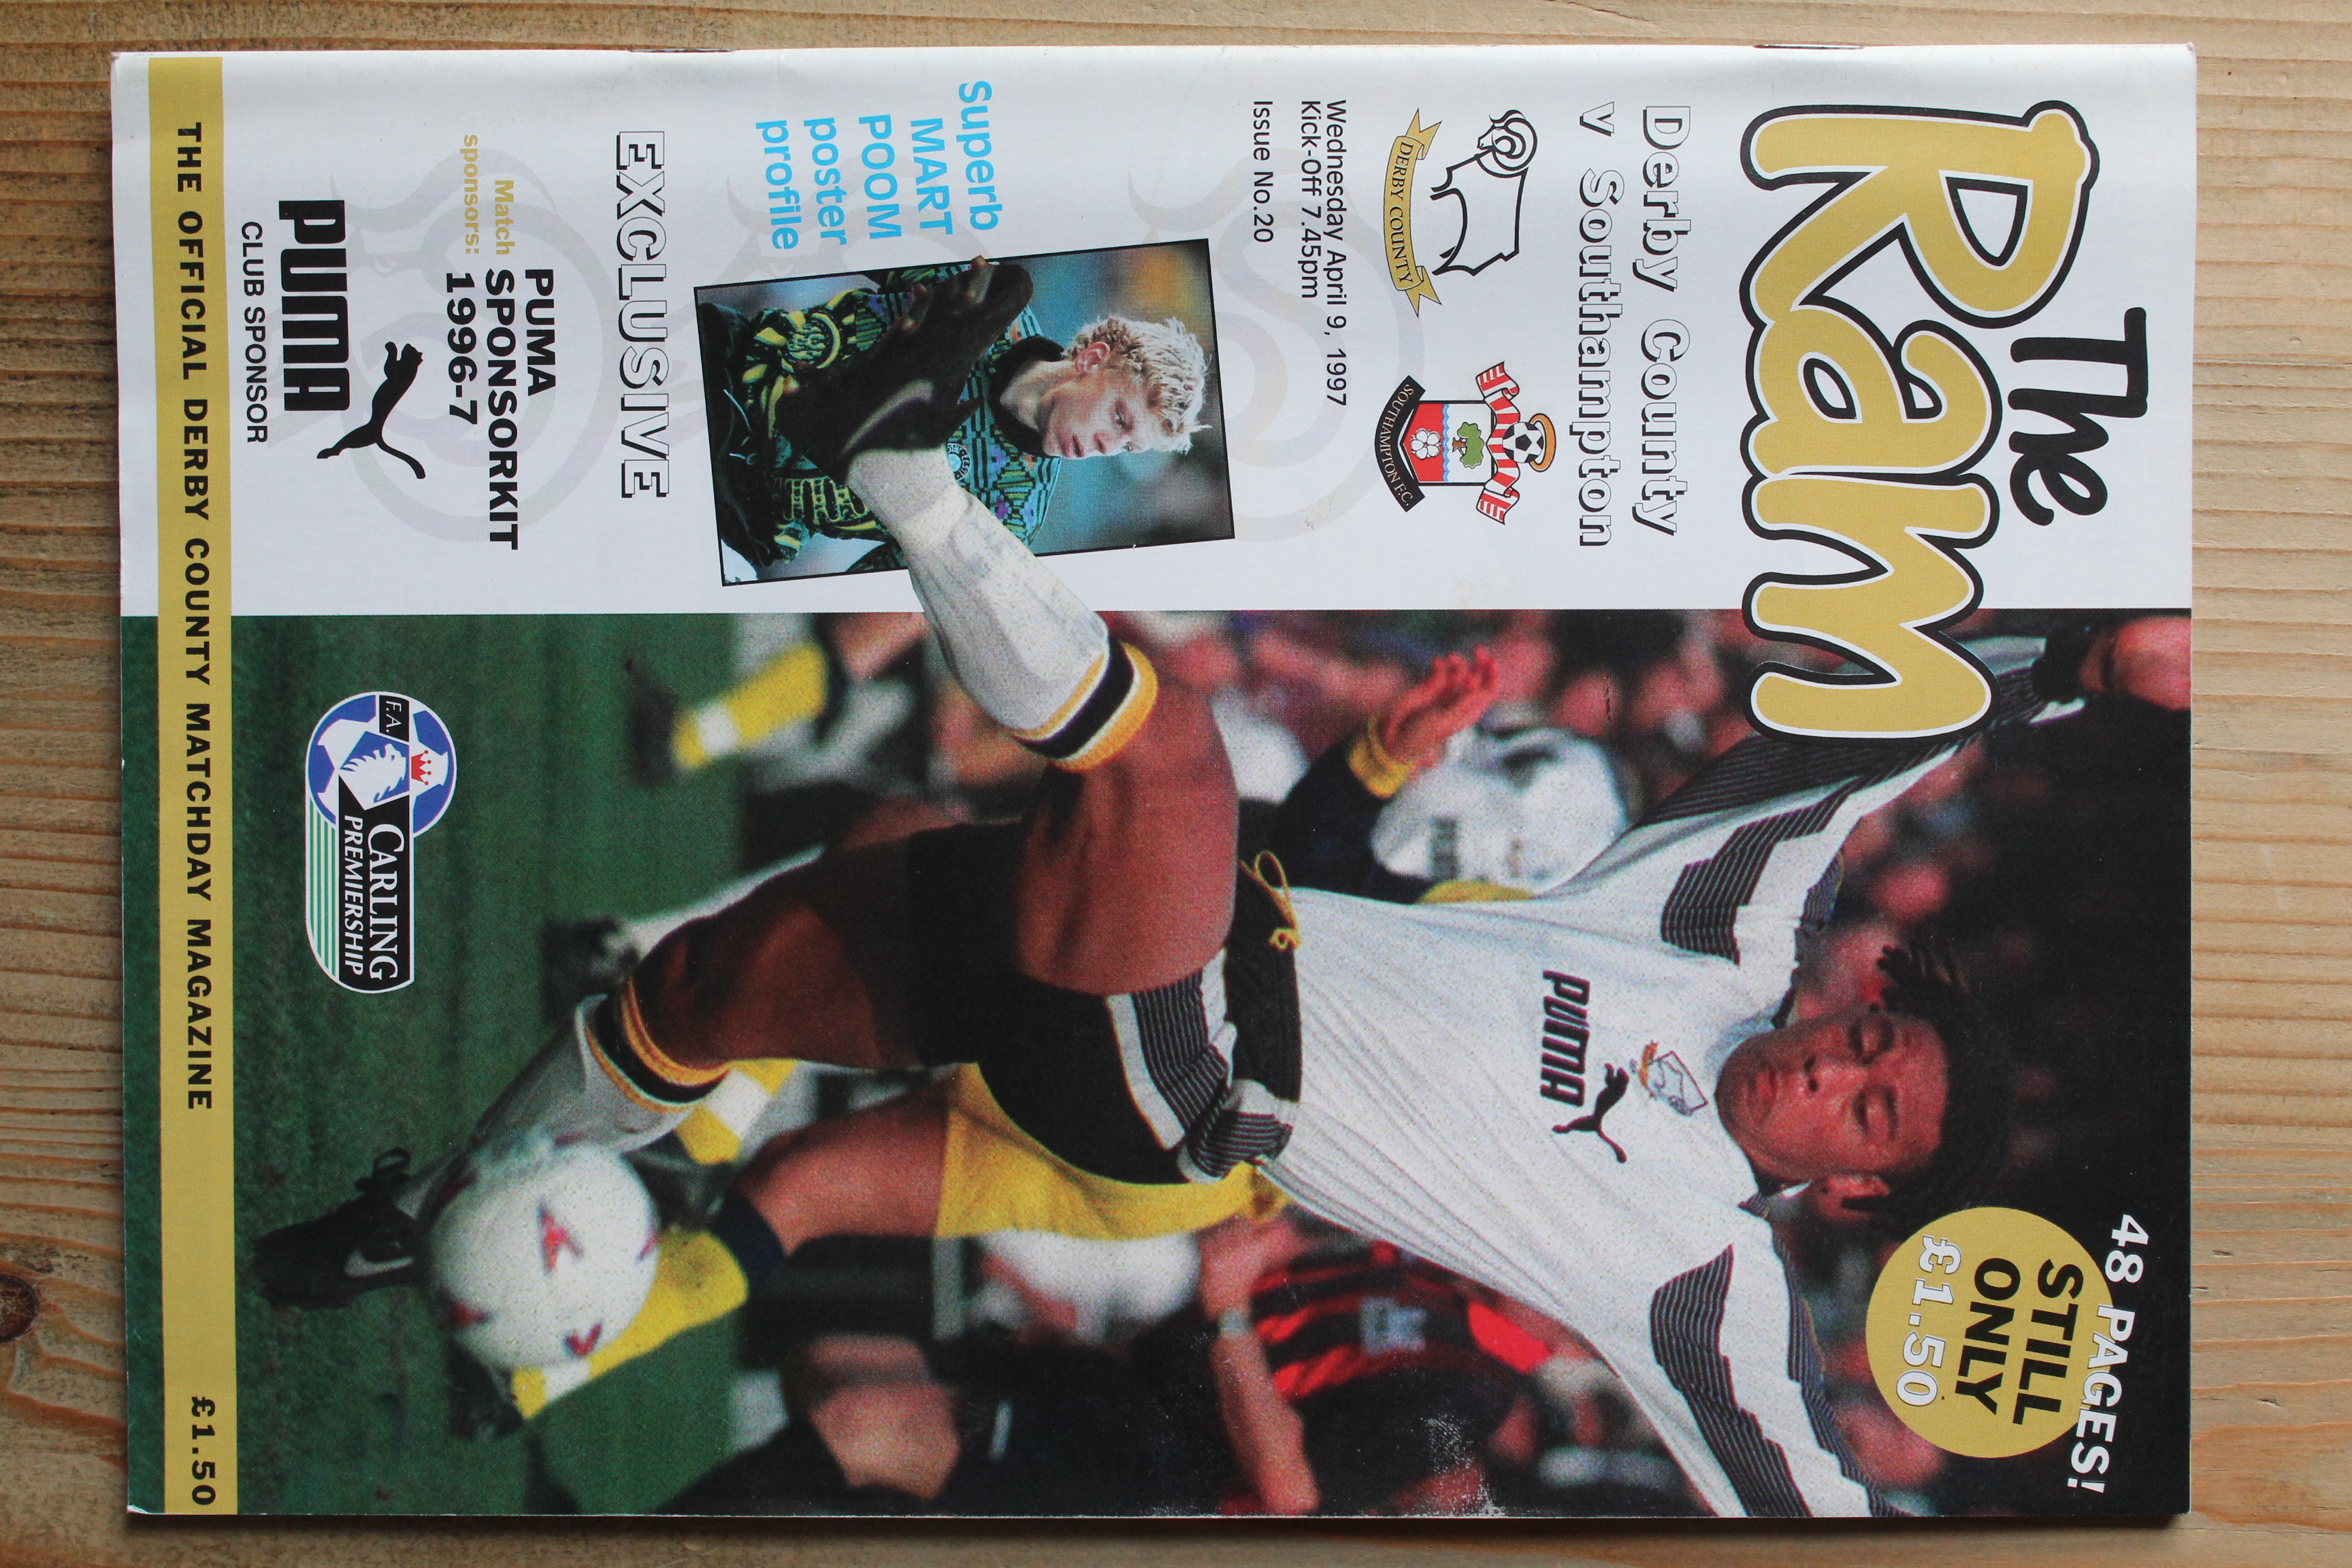 The
Ram
48 PAGES!
STILL
ONLY
£1.50
Derby County
v Southampton
DERBY COUNTY
SOUTHAMPTON F.C.
Wednesday April 9, 1997
Kick-Off 7.45pm
Issue No.20
Superb
MART
POOM
poster
profile
EXCLUSIVE
Match
sponsors:
PUMA
SPONSORKIT
1996-7
PUMA
CLUB SPONSOR
PUMA
F.A.
CARLING
PREMIERSHIP
THE OFFICIAL DERBY COUNTY MATCHDAY MAGAZINE £1.50